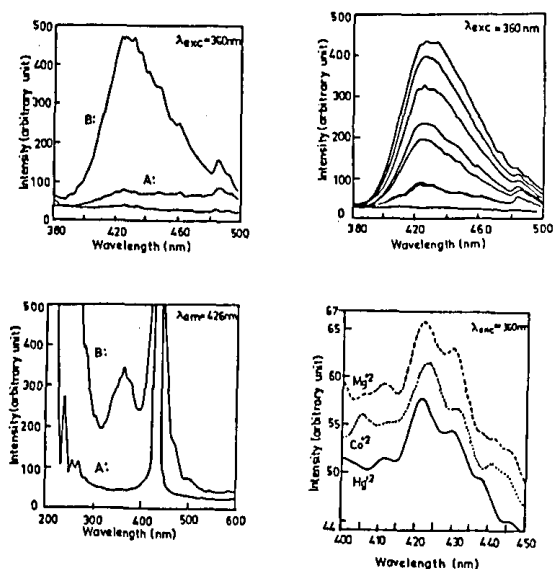 λexc=360nm
Intensity (arbitrary unit)
500
400
300
200
100
0
B:
A:
380
420
460
500
Wavelength (nm)
λexc=360nm
Intensity (arbitrary unit)
500
400
300
200
100
0
380
420
460
500
Wavelength (nm)
λem=426nm
Intensity (arbitrary unit)
500
400
300
200
100
B:
A:
200
300
400
500
600
Wavelength (nm)
λexc=360nm
Intensity (arbitrary unit)
67
65
60
55
50
44
Mg+2
Co+2
Hg+2
400
410
420
430
440
450
Wavelength (nm)